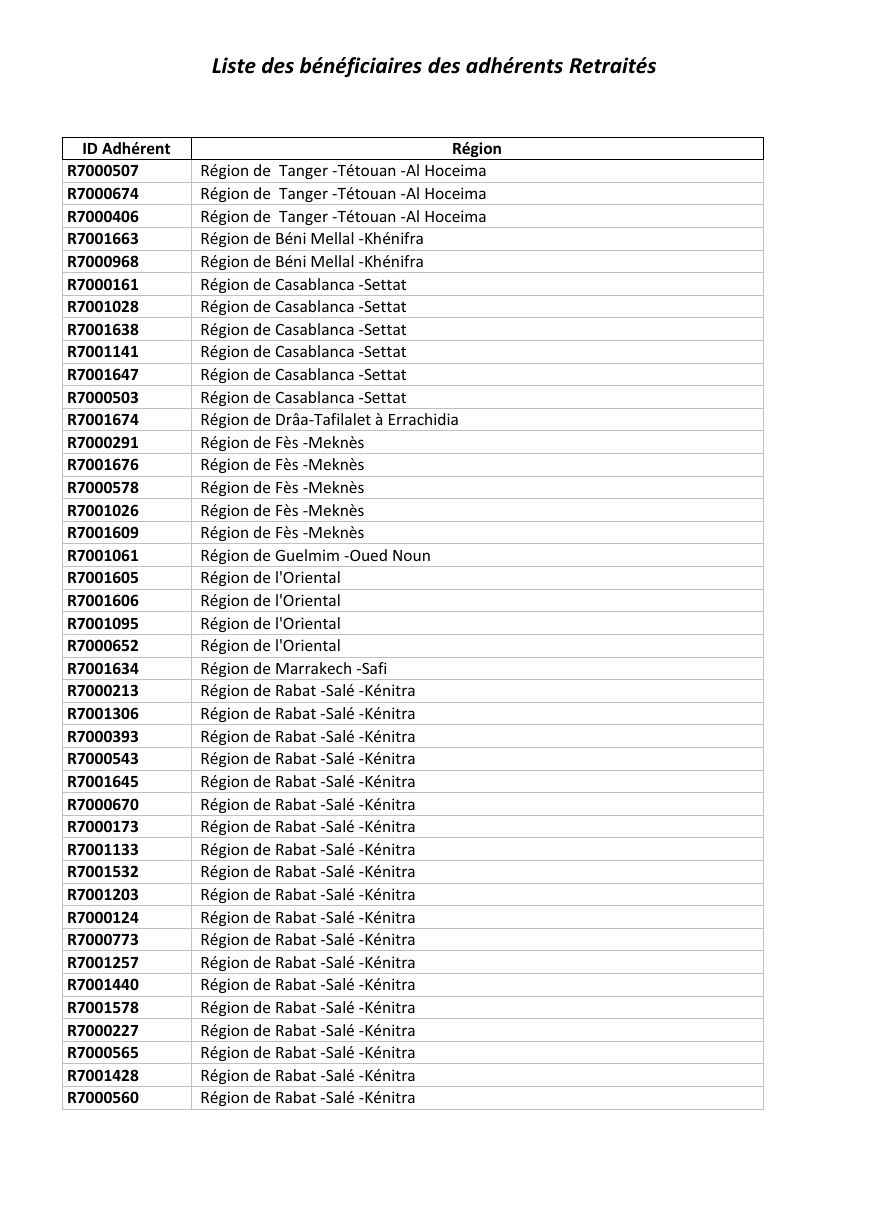 Liste des bénéficiaires des adhérents Retraités
ID Adhérent Région
R7000507 Région de  Tanger -Tétouan -Al Hoceima
R7000674 Région de  Tanger -Tétouan -Al Hoceima
R7000406 Région de  Tanger -Tétouan -Al Hoceima
R7001663 Région de Béni Mellal -Khénifra
R7000968 Région de Béni Mellal -Khénifra
R7000161 Région de Casablanca -Settat
R7001028 Région de Casablanca -Settat
R7001638 Région de Casablanca -Settat
R7001141 Région de Casablanca -Settat
R7001647 Région de Casablanca -Settat
R7000503 Région de Casablanca -Settat
R7001674 Région de Drâa-Tafilalet à Errachidia
R7000291 Région de Fès -Meknès
R7001676 Région de Fès -Meknès
R7000578 Région de Fès -Meknès
R7001026 Région de Fès -Meknès
R7001609 Région de Fès -Meknès
R7001061 Région de Guelmim -Oued Noun
R7001605 Région de l'Oriental
R7001606 Région de l'Oriental
R7001095 Région de l'Oriental
R7000652 Région de l'Oriental
R7001634 Région de Marrakech -Safi
R7000213 Région de Rabat -Salé -Kénitra
R7001306 Région de Rabat -Salé -Kénitra
R7000393 Région de Rabat -Salé -Kénitra
R7000543 Région de Rabat -Salé -Kénitra
R7001645 Région de Rabat -Salé -Kénitra
R7000670 Région de Rabat -Salé -Kénitra
R7000173 Région de Rabat -Salé -Kénitra
R7001133 Région de Rabat -Salé -Kénitra
R7001532 Région de Rabat -Salé -Kénitra
R7001203 Région de Rabat -Salé -Kénitra
R7000124 Région de Rabat -Salé -Kénitra
R7000773 Région de Rabat -Salé -Kénitra
R7001257 Région de Rabat -Salé -Kénitra
R7001440 Région de Rabat -Salé -Kénitra
R7001578 Région de Rabat -Salé -Kénitra
R7000227 Région de Rabat -Salé -Kénitra
R7000565 Région de Rabat -Salé -Kénitra
R7001428 Région de Rabat -Salé -Kénitra
R7000560 Région de Rabat -Salé -Kénitra